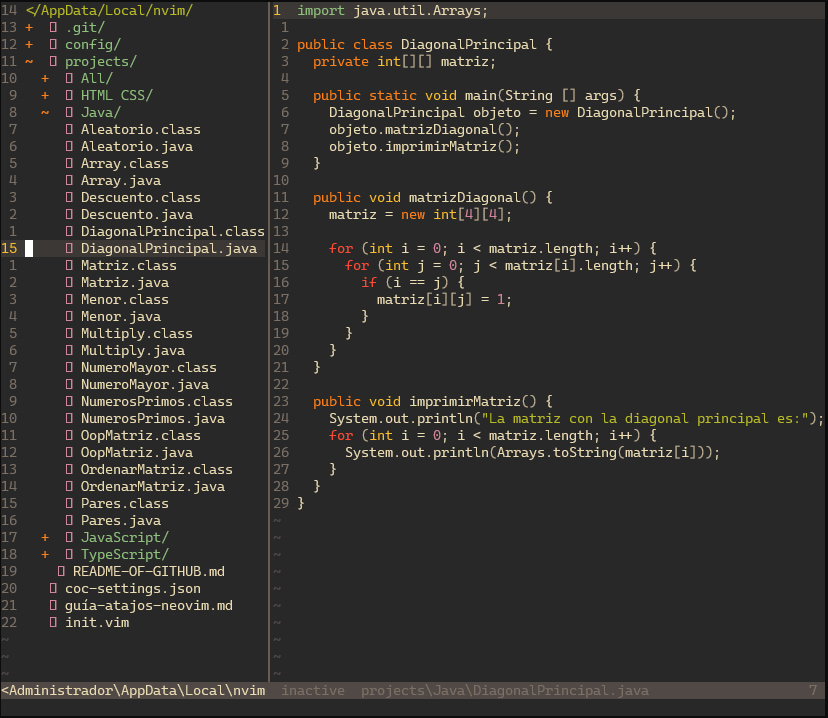 14 </AppData/Local/nvim/
13 + .git/
12 + config/
11 ~ projects/
10 + All/
9 + HTML CSS/
8 ~ Java/
7 Aleatorio.class
6 Aleatorio.java
5 Array.class
4 Array.java
3 Descuento.class
2 Descuento.java
1 DiagonalPrincipal.class
15 DiagonalPrincipal.java
1 Matriz.class
2 Matriz.java
3 Menor.class
4 Menor.java
5 Multiply.class
6 Multiply.java
7 NumeroMayor.class
8 NumeroMayor.java
9 NumerosPrimos.class
10 NumerosPrimos.java
11 OopMatriz.class
12 OopMatriz.java
13 OrdenarMatriz.class
14 OrdenarMatriz.java
15 Pares.class
16 Pares.java
17 + JavaScript/
18 + TypeScript/
19 README-OF-GITHUB.md
20 coc-settings.json
21 guía-atajos-neovim.md
22 init.vim
~
~
~
1 import java.util.Arrays;
1
2 public class DiagonalPrincipal {
3 private int[][] matriz;
4
5 public static void main(String [] args) {
6 DiagonalPrincipal objeto = new DiagonalPrincipal();
7 objeto.matrizDiagonal();
8 objeto.imprimirMatriz();
9 }
10
11 public void matrizDiagonal() {
12 matriz = new int[4][4];
13
14 for (int i = 0; i < matriz.length; i++) {
15 for (int j = 0; j < matriz[i].length; j++) {
16 if (i == j) {
17 matriz[i][j] = 1;
18 }
19 }
20 }
21 }
22
23 public void imprimirMatriz() {
24 System.out.println("La matriz con la diagonal principal es:");
25 for (int i = 0; i < matriz.length; i++) {
26 System.out.println(Arrays.toString(matriz[i]));
27 }
28 }
29 }
~
~
~
~
~
~
~
~
~
~
<Administrador\AppData\Local\nvim inactive projects\Java\DiagonalPrincipal.java 7